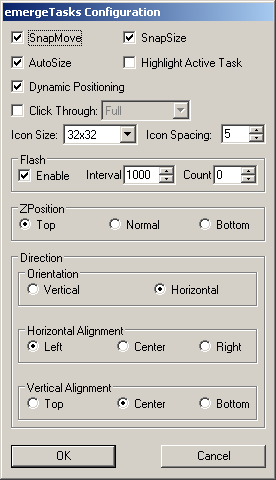 emergeTasks Configuration
SnapMove SnapSize
AutoSize Highlight Active Task
Dynamic Positioning
Click Through: Full
Icon Size: 32x32 Icon Spacing: 5
Flash
Enable Interval 1000 Count 0
ZPosition
Top Normal Bottom
Direction
Orientation
Vertical Horizontal
Horizontal Alignment
Left Center Right
Vertical Alignment
Top Center Bottom
OK Cancel